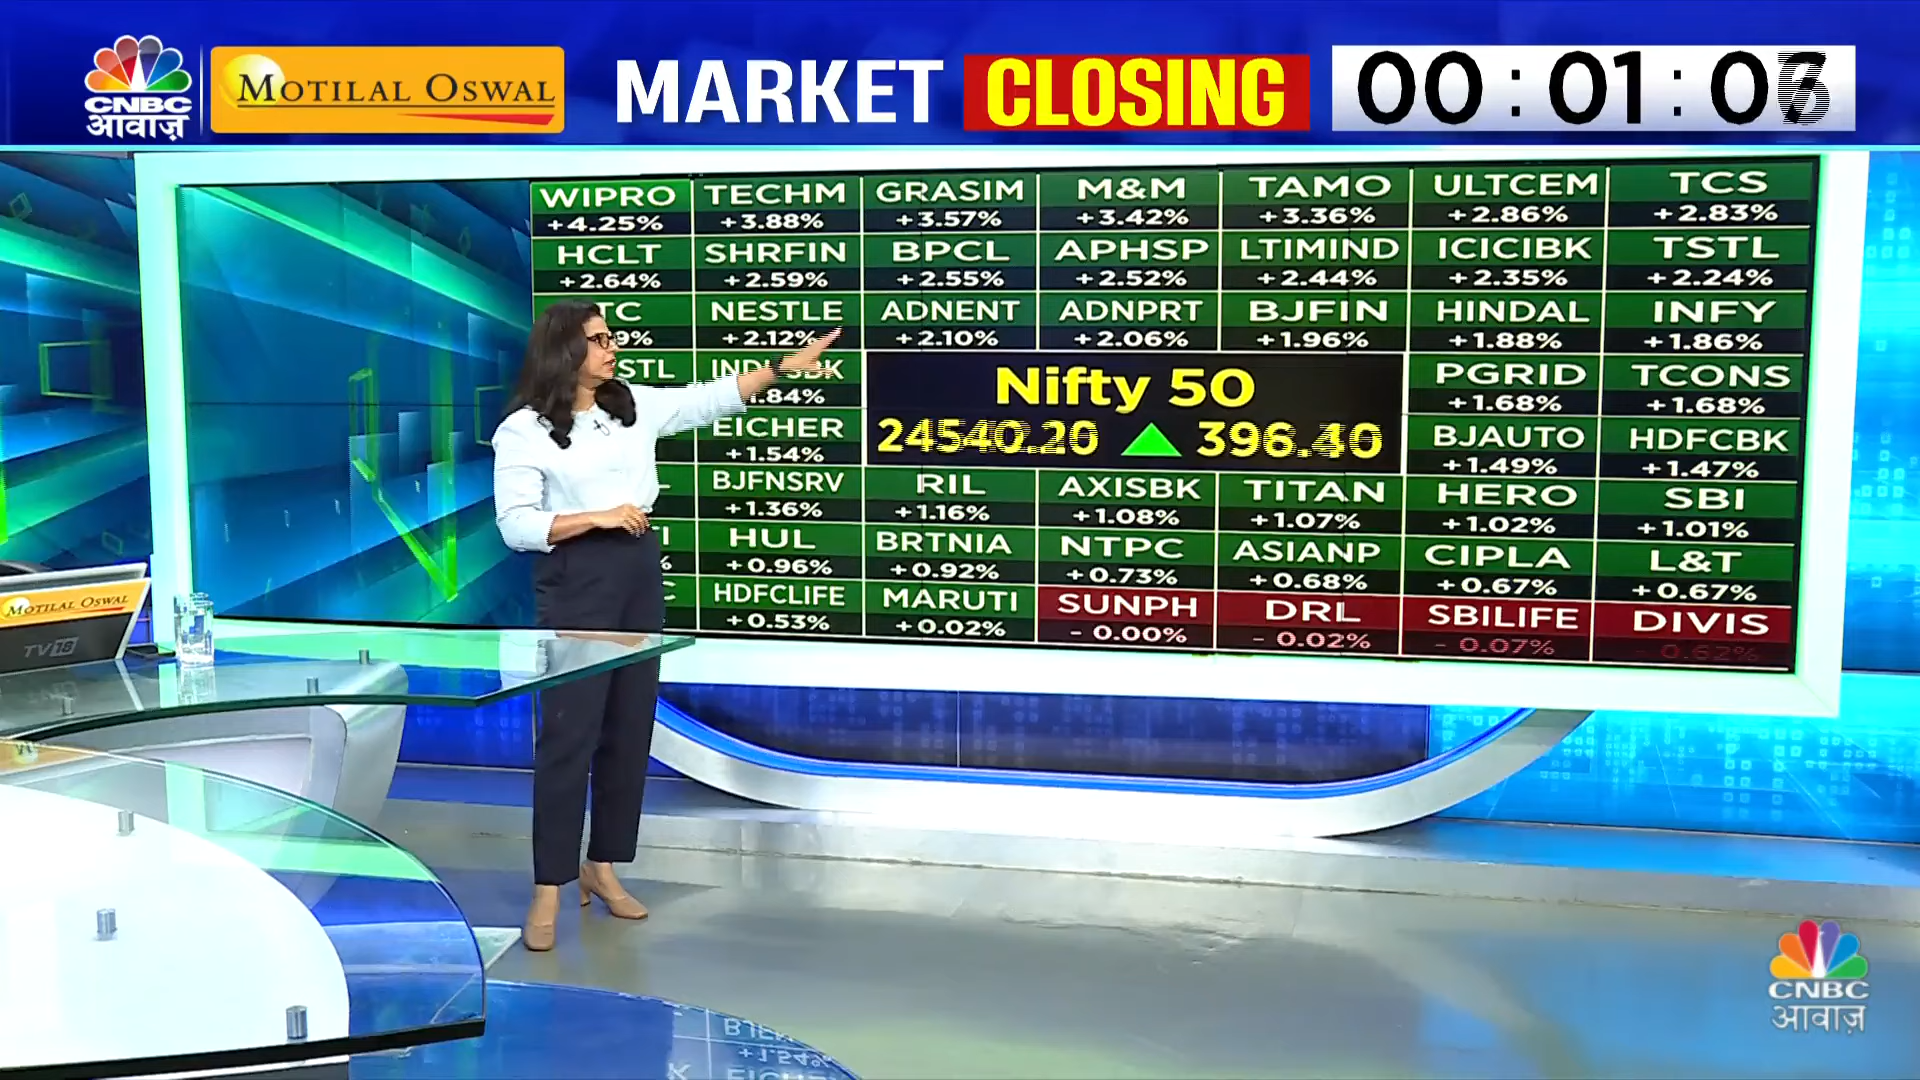 CNBC
आवाज़
MOTILAL OSWAL
MARKET CLOSING
00:01:0
WIPRO TECHM GRASIM M&M TAMO ULTCEM TCS
+4.25% +3.88% +3.57% +3.42% +3.36% +2.86% +2.83%
HCLT SHRFIN BPCL APHSP LTIMIND ICICIBK TSTL
+2.64% +2.59% +2.55% +2.52% +2.44% +2.35% +2.24%
TC NESTLE ADNENT ADNPRT BJFIN HINDAL INFY
9% +2.12% +2.10% +2.06% +1.96% +1.88% +1.86%
STL
.84%
Nifty 50
24540.20 396.40
PGRID TCONS
+1.68% +1.68%
EICHER BJAUTO HDFCBK
+1.54% +1.49% +1.47%
BJFNSRV RIL AXISBK TITAN HERO SBI
+1.36% +1.16% +1.08% +1.07% +1.02% +1.01%
HUL BRTNIA NTPC ASIANP CIPLA L&T
+0.96% +0.92% +0.73% +0.68% +0.67% +0.67%
HDFCLIFE MARUTI SUNPH DRL SBILIFE DIVIS
+0.53% +0.02% - 0.00% - 0.02% - 0.07% - 0.62%
MOTILAL OSWAL
TV18
CNBC
आवाज़